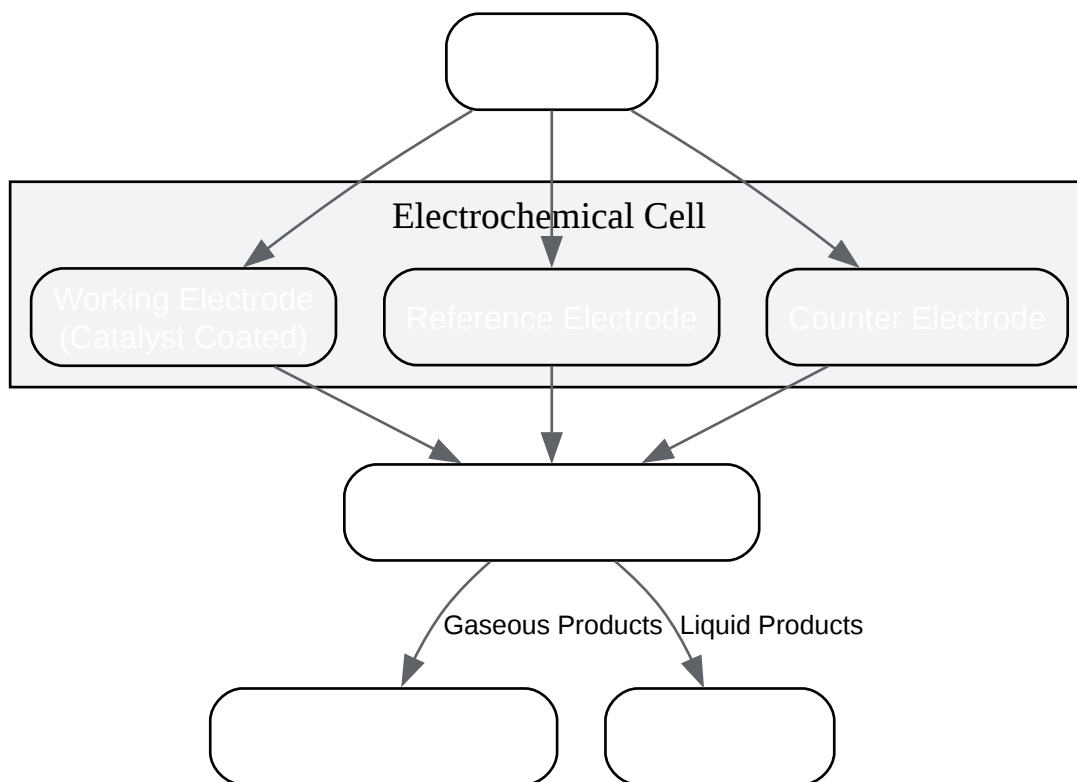 Electrochemical Cell
Working Electrode
(Catalyst Coated)
Reference Electrode
Counter Electrode
Gaseous Products
Liquid Products